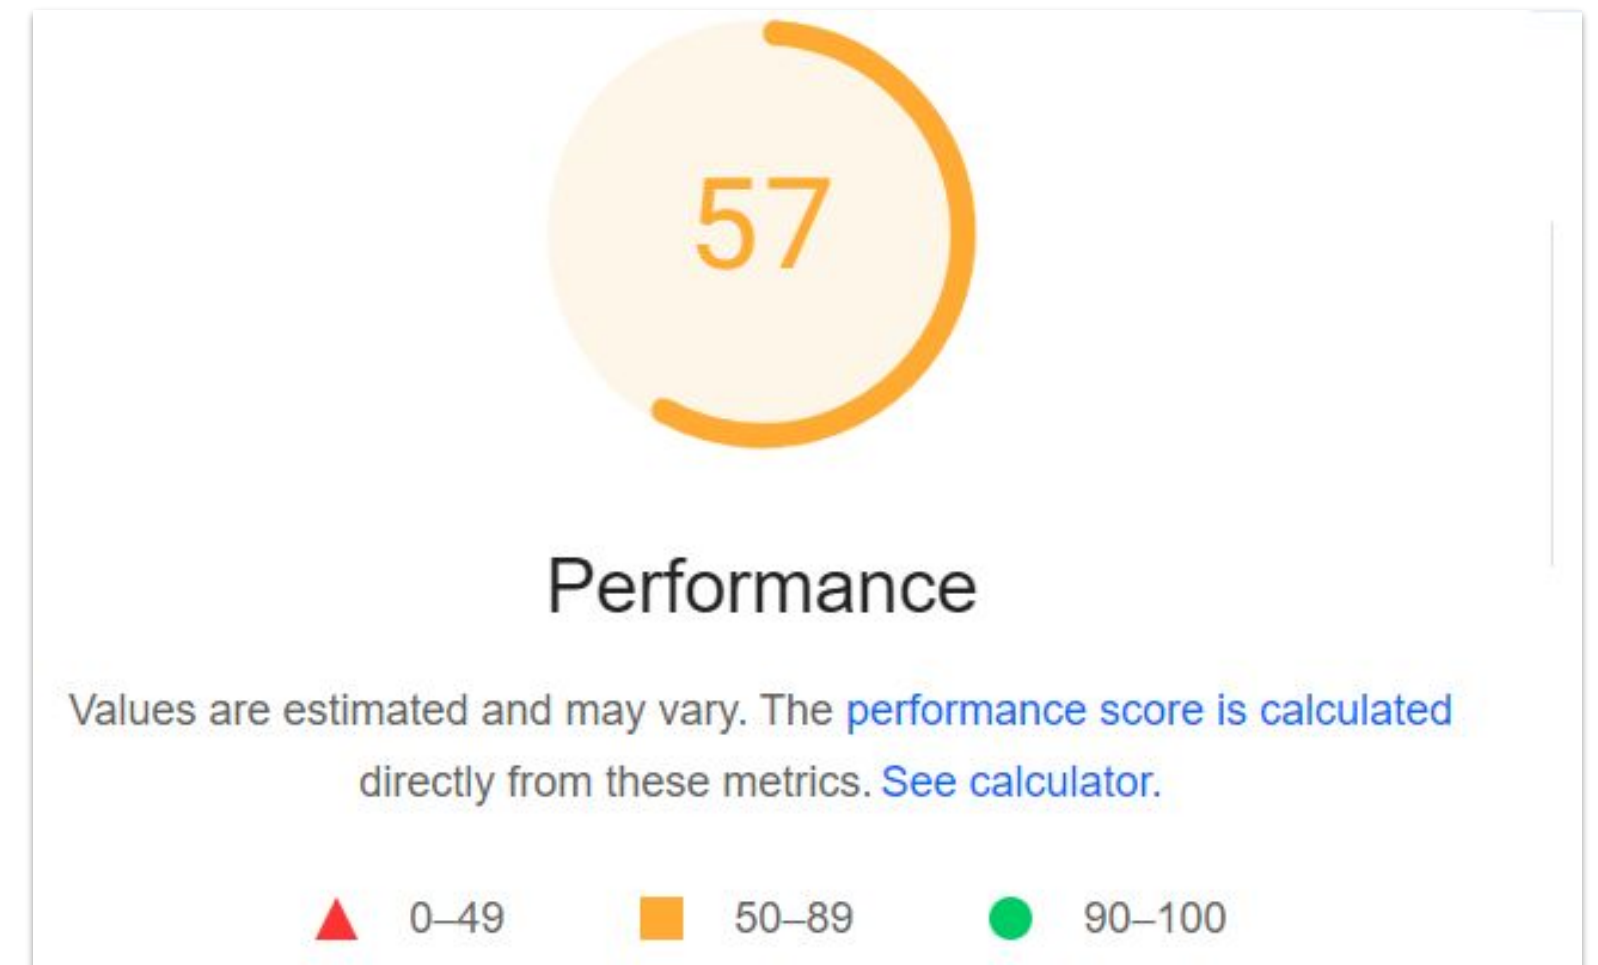 57
Performance
Values are estimated and may vary. The performance score is calculated
directly from these metrics. See calculator.
0–49 50–89 90–100